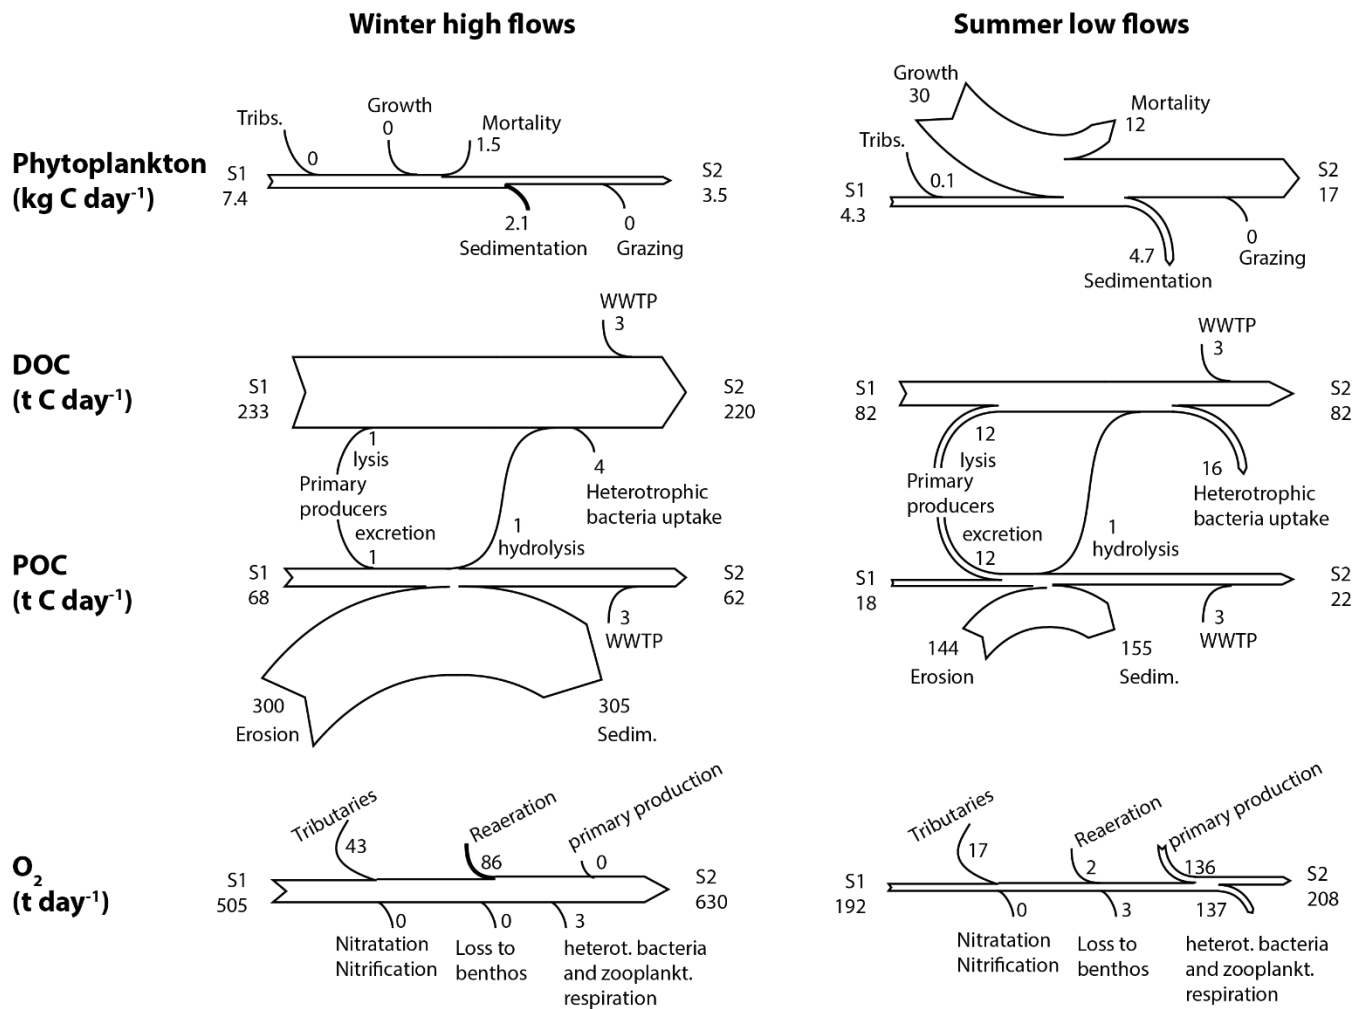 Winter high flows
Summer low flows
Phytoplankton
(kg C day⁻¹)
S1
7.4
Tribs.
0
Growth
0
Mortality
1.5
2.1
Sedimentation
0
Grazing
S2
3.5
S1
4.3
Tribs.
0.1
Growth
30
Mortality
12
4.7
Sedimentation
0
Grazing
S2
17
DOC
(t C day⁻¹)
S1
233
WWTP
3
S2
220
1
lysis
Primary
producers
excretion
1
1
hydrolysis
4
Heterotrophic
bacteria uptake
S1
82
WWTP
3
S2
82
12
lysis
Primary
producers
excretion
12
1
hydrolysis
16
Heterotrophic
bacteria uptake
POC
(t C day⁻¹)
S1
68
S2
62
3
WWTP
300
Erosion
305
Sedim.
S1
18
S2
22
3
WWTP
144
Erosion
155
Sedim.
O₂
(t day⁻¹)
S1
505
Tributaries
43
Reaeration
86
primary production
0
S2
630
0
Nitratation
Nitrification
0
Loss to
benthos
3
heterot. bacteria
and zooplankt.
respiration
S1
192
Tributaries
17
Reaeration
2
primary production
136
S2
208
0
Nitratation
Nitrification
3
Loss to
benthos
137
heterot. bacteria
and zooplankt.
respiration